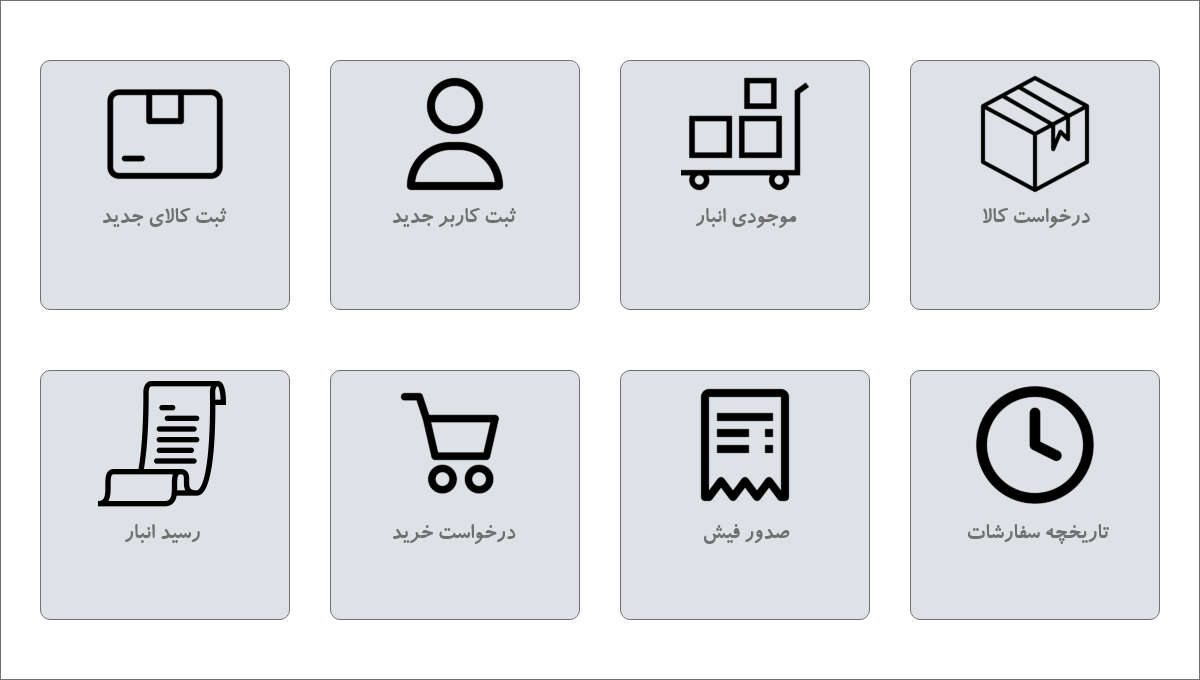 درخواست کالا
موجودی انبار
ثبت کاربر جدید
ثبت کالای جدید
تاریخچه سفارشات
صدور فیش
درخواست خرید
رسید انبار